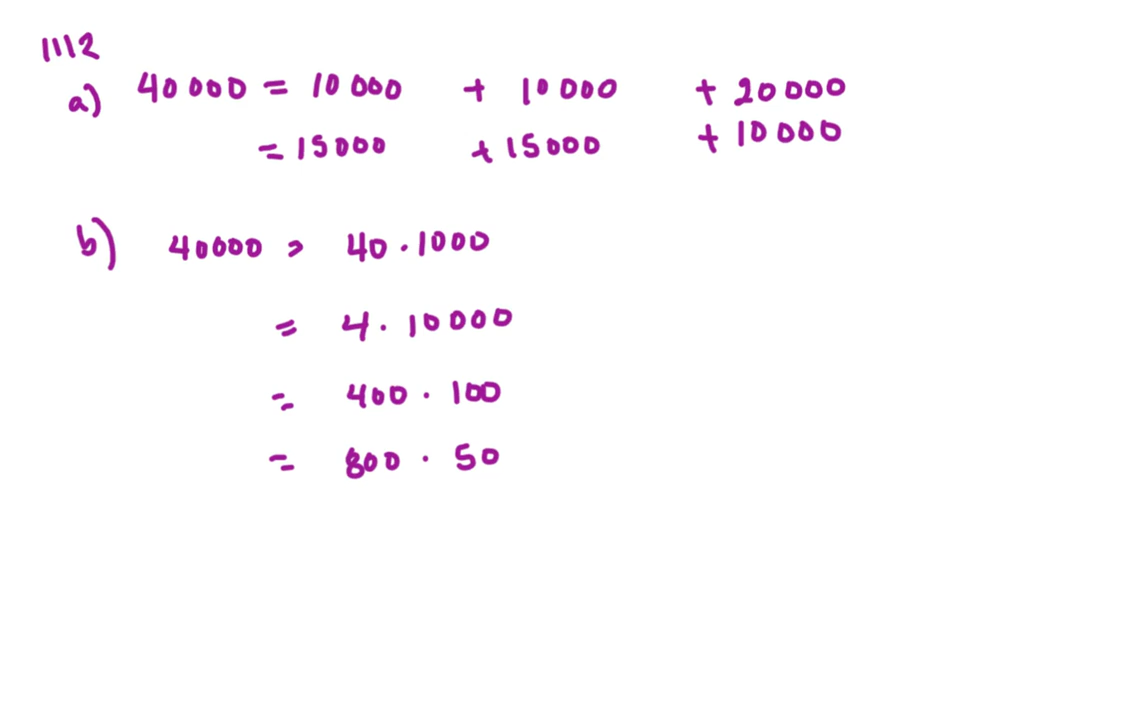 1112
a) 40 000 = 10 000 + 10 000 + 20 000
= 15000 + 15000 + 10 000
b) 40000 > 40 · 1000
= 4 · 10000
= 400 · 100
= 800 · 50